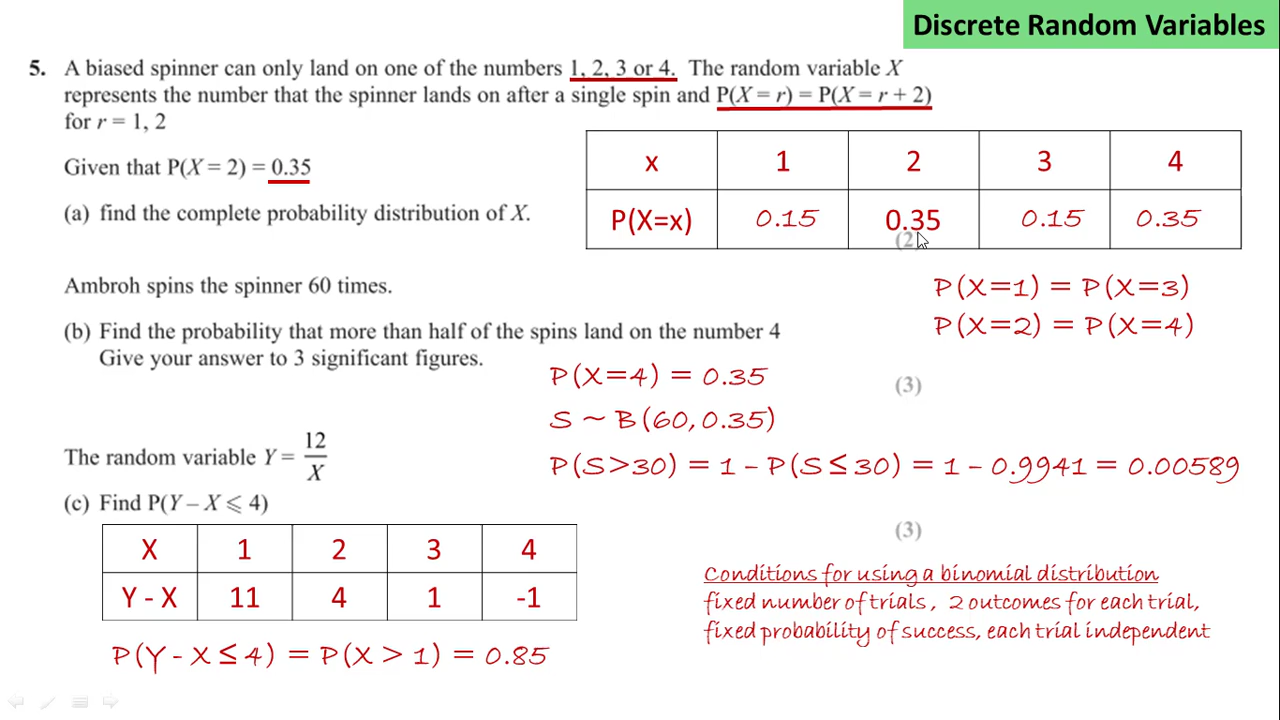 Discrete Random Variables
5. A biased spinner can only land on one of the numbers 1, 2, 3 or 4. The random variable X
represents the number that the spinner lands on after a single spin and P(X = r) = P(X = r + 2)
for r = 1, 2
x 1 2 3 4
P(X=x) 0.15 0.35 0.15 0.35
(2)
Given that P(X = 2) = 0.35
(a) find the complete probability distribution of X.
P(X=1) = P(X=3)
P(X=2) = P(X=4)
Ambroh spins the spinner 60 times.
(b) Find the probability that more than half of the spins land on the number 4
Give your answer to 3 significant figures.
P(X=4) = 0.35
(3)
S ~ B(60,0.35)
P(S>30) = 1 - P(S≤30) = 1 - 0.9941 = 0.00589
The random variable Y = 12/X
(c) Find P(Y – X ⩽ 4)
(3)
X 1 2 3 4
Y - X 11 4 1 -1
P(Y - X ≤ 4) = P(X > 1) = 0.85
Conditions for using a binomial distribution
fixed number of trials, 2 outcomes for each trial,
fixed probability of success, each trial independent